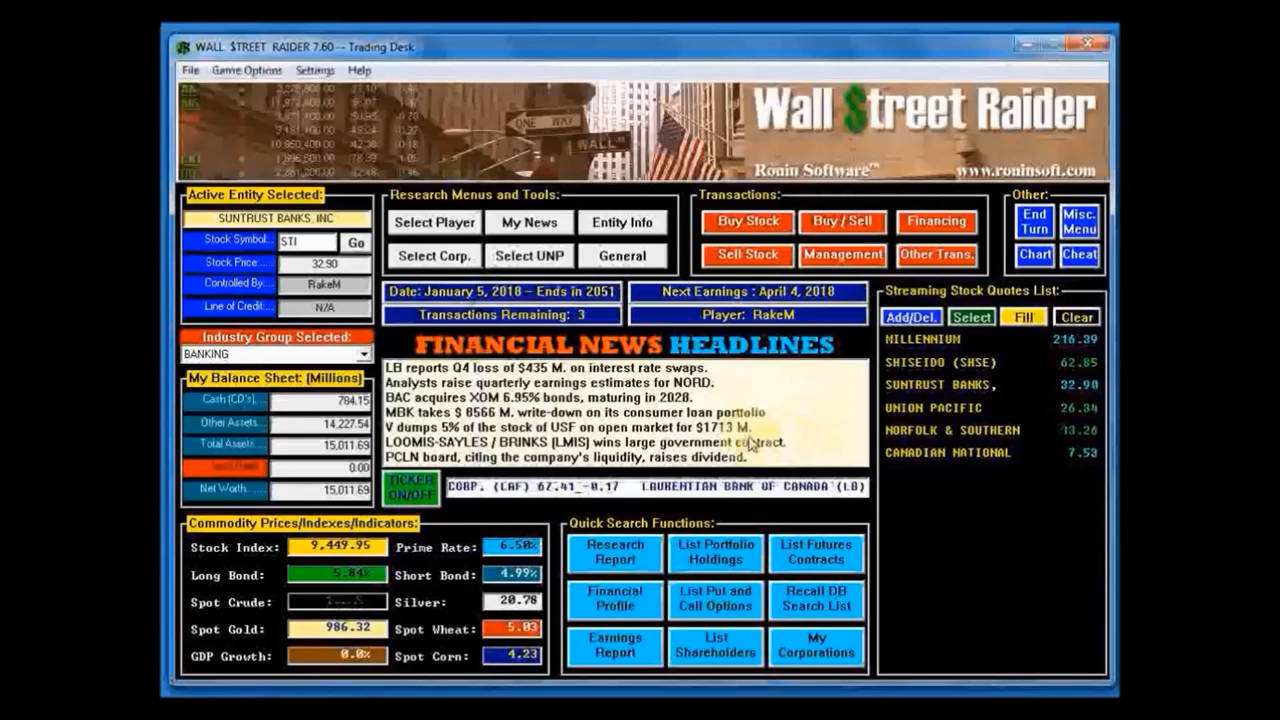 WALL $TREET RAIDER 7.60-- Trading Desk
File Game Options Settings Help
ONE WAY
WALL
Wall $treet Raider
Ronin Software™ www.roninsoft.com
Active Entity Selected:
SUNTRUST BANKS, INC
Stock Symbol... STI Go
Stock Price.... 32.90
Controlled By... RakeM
Line of Credit... N/A
Industry Group Selected:
BANKING
My Balance Sheet: (Millions)
Cash (CD's).. 784.15
Other Assets.. 14,227.54
Total Assets.. 15,011.69
0.00
Net Worth... 15,011.69
Research Menus and Tools:
Select Player My News Entity Info
Select Corp. Select UNP General
Transactions:
Buy Stock Buy / Sell Financing
Sell Stock Management Other Trans.
Other:
End Turn Misc. Menu
Chart Cheat
Date: January 5, 2018 -- Ends in 2051 Next Earnings : April 4, 2018
Transactions Remaining: 3 Player: RakeM
FINANCIAL NEWS HEADLINES
LB reports Q4 loss of $435 M. on interest rate swaps.
Analysts raise quarterly earnings estimates for NORD.
BAC acquires XOM 6.95% bonds, maturing in 2028.
MBK takes $ 8566 M. write-down on its consumer loan portfolio
V dumps 5% of the stock of USF on open market for $1713 M.
LOOMIS-SAYLES / BRINKS (LMIS) wins large government contract.
PCLN board, citing the company's liquidity, raises dividend.
TICKER ON/OFF
CORP. (CAF) 67.41 -0.17 LAURENTIAN BANK OF CANADA (LB)
Streaming Stock Quotes List:
Add/Del. Select Fill Clear
MILLENNIUM 216.39
SHISEIDO (SHSE) 62.85
SUNTRUST BANKS, 32.90
UNION PACIFIC 26.34
NORFOLK & SOUTHERN 13.26
CANADIAN NATIONAL 7.53
Commodity Prices/Indexes/Indicators:
Stock Index: 9,449.95 Prime Rate: 6.50%
Long Bond: 5.84% Short Bond: 4.99%
Spot Crude: Silver: 20.78
Spot Gold: 986.32 Spot Wheat: 5.03
GDP Growth: 0.0% Spot Corn: 4.23
Quick Search Functions:
Research Report List Portfolio Holdings List Futures Contracts
Financial Profile List Put and Call Options Recall DB Search List
Earnings Report List Shareholders My Corporations